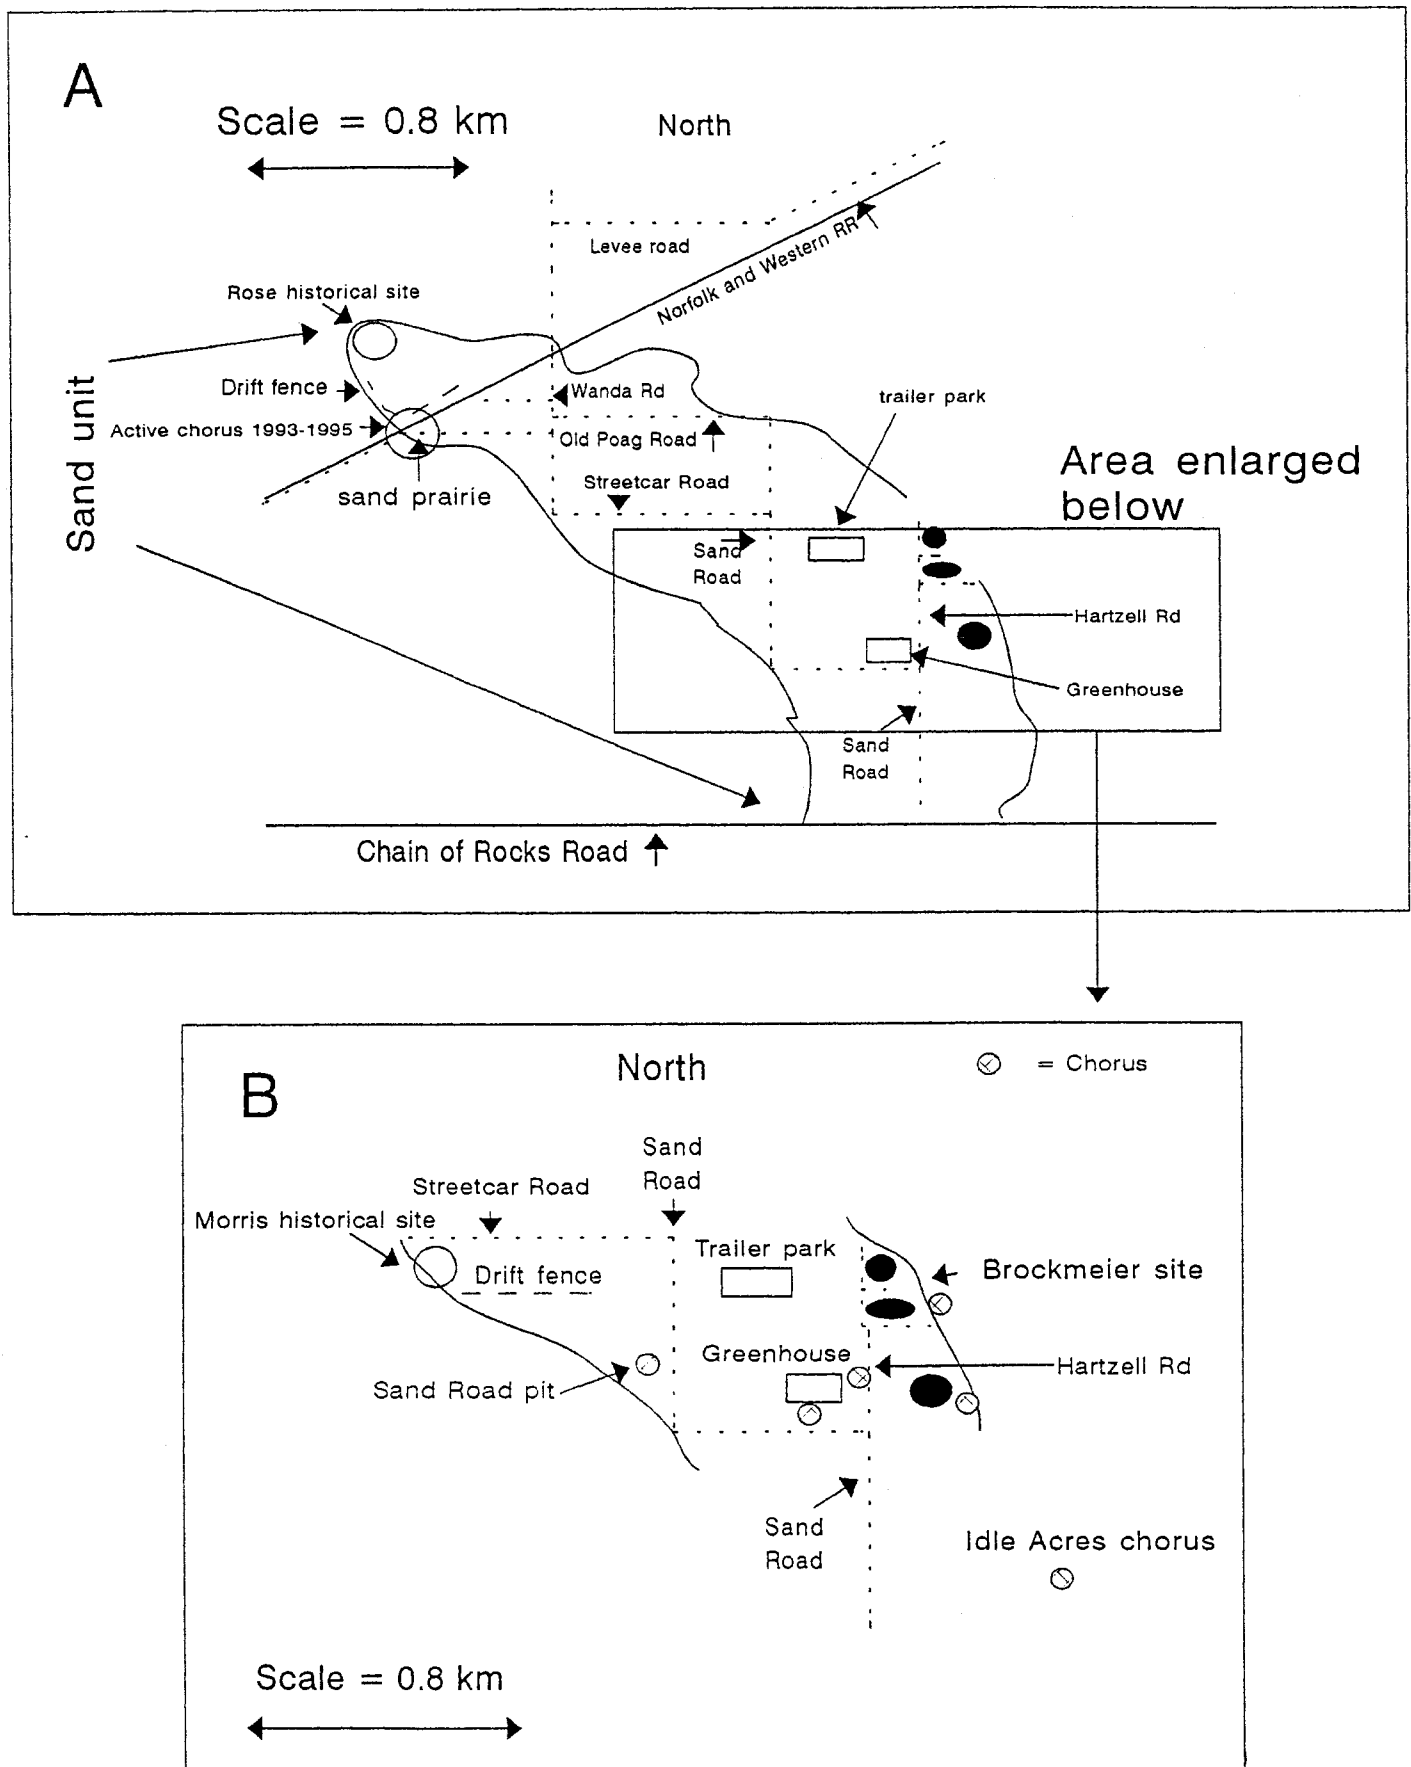 A
Scale = 0.8 km
North
Levee road
Norfolk and Western RR
Rose historical site
Drift fence
Wanda Rd
trailer park
Active chorus 1993-1995
Old Poag Road
Sand unit
sand prairie
Streetcar Road
Area enlarged
below
Sand
Road
Hartzell Rd
Greenhouse
Sand
Road
Chain of Rocks Road
B
North
= Chorus
Sand
Road
Streetcar Road
Morris historical site
Trailer park
Drift fence
Brockmeier site
Greenhouse
Hartzell Rd
Sand Road pit
Sand
Road
Idle Acres chorus
Scale = 0.8 km